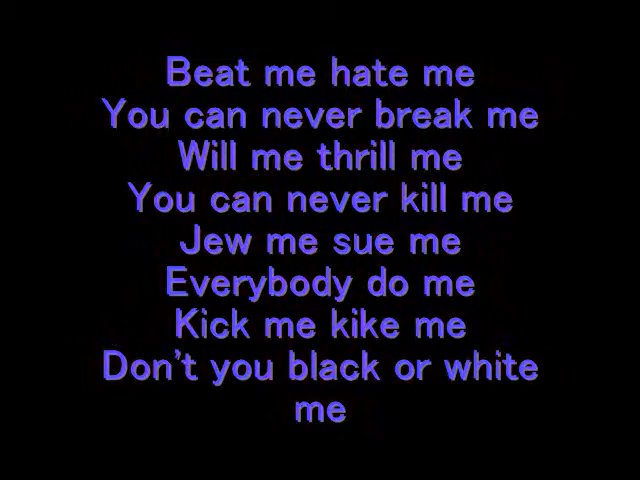 Beat me hate me
You can never break me
Will me thrill me
You can never kill me
Jew me sue me
Everybody do me
Kick me kike me
Don't you black or white
me